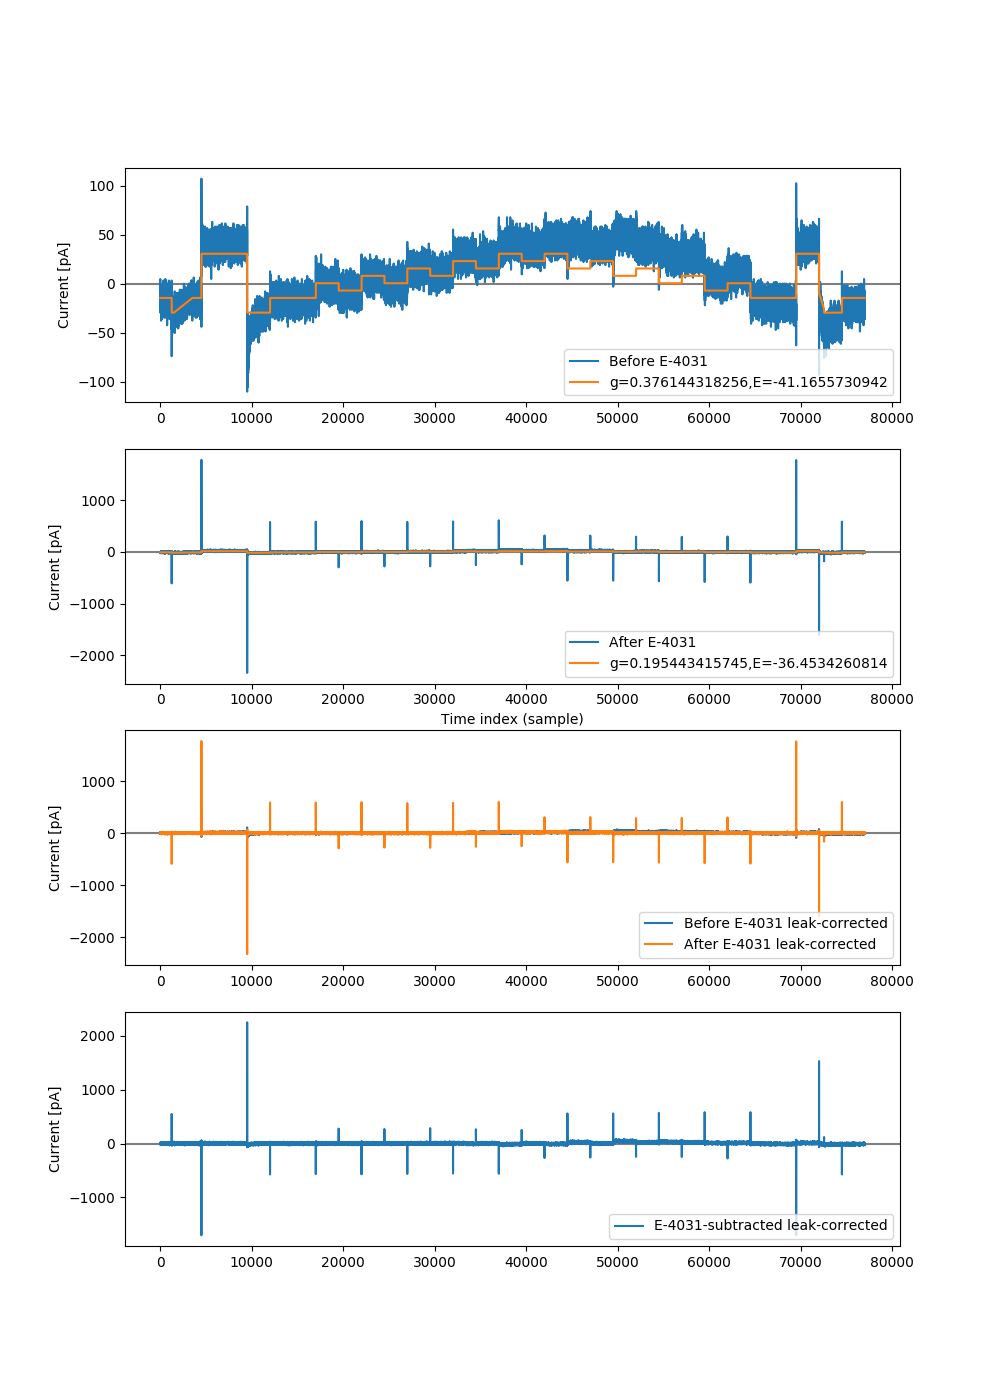 100
50
0
−50
−100
Current [pA]
Before E-4031
g=0.376144318256,E=-41.1655730942
0 10000 20000 30000 40000 50000 60000 70000 80000
1000
0
−1000
−2000
Current [pA]
After E-4031
g=0.195443415745,E=-36.4534260814
0 10000 20000 30000 40000 50000 60000 70000 80000
Time index (sample)
1000
0
−1000
−2000
Current [pA]
Before E-4031 leak-corrected
After E-4031 leak-corrected
0 10000 20000 30000 40000 50000 60000 70000 80000
2000
1000
0
−1000
Current [pA]
E-4031-subtracted leak-corrected
0 10000 20000 30000 40000 50000 60000 70000 80000